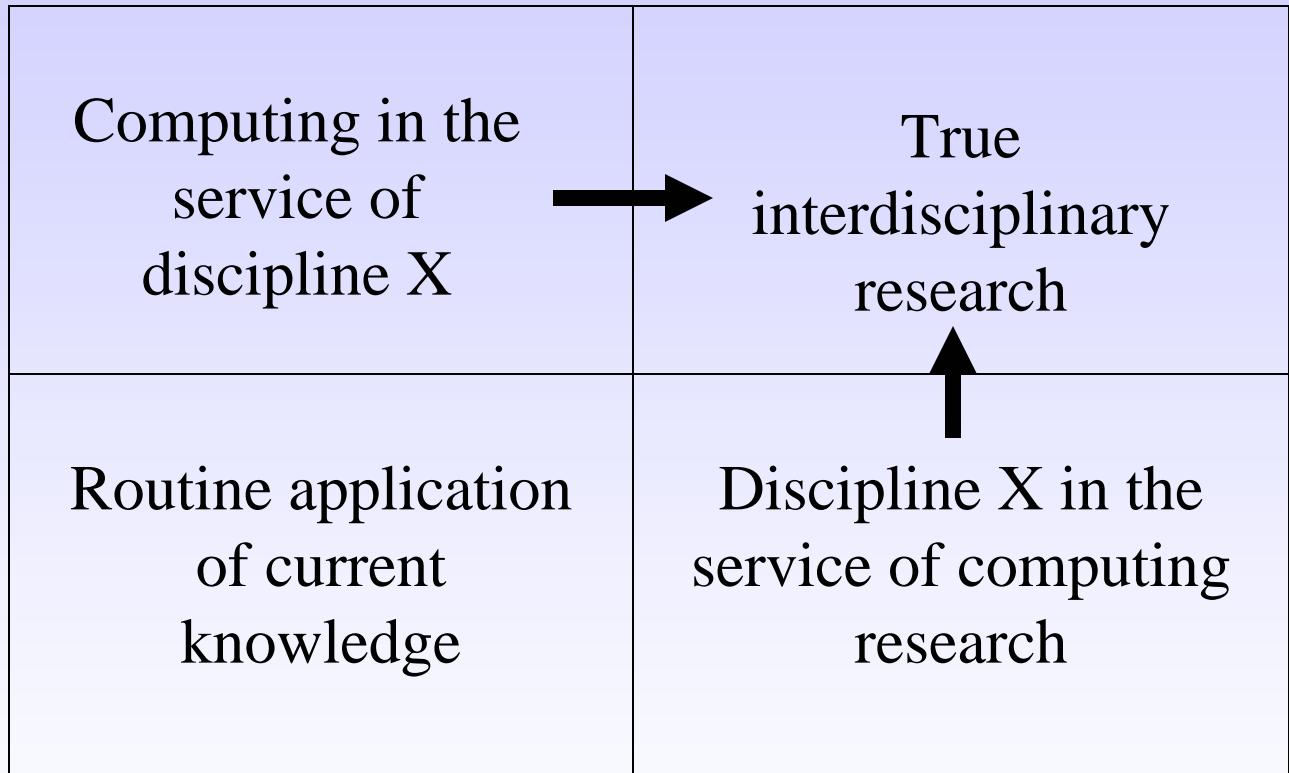 Computing in the
service of
discipline X
True
interdisciplinary
research
Routine application
of current
knowledge
Discipline X in the
service of computing
research